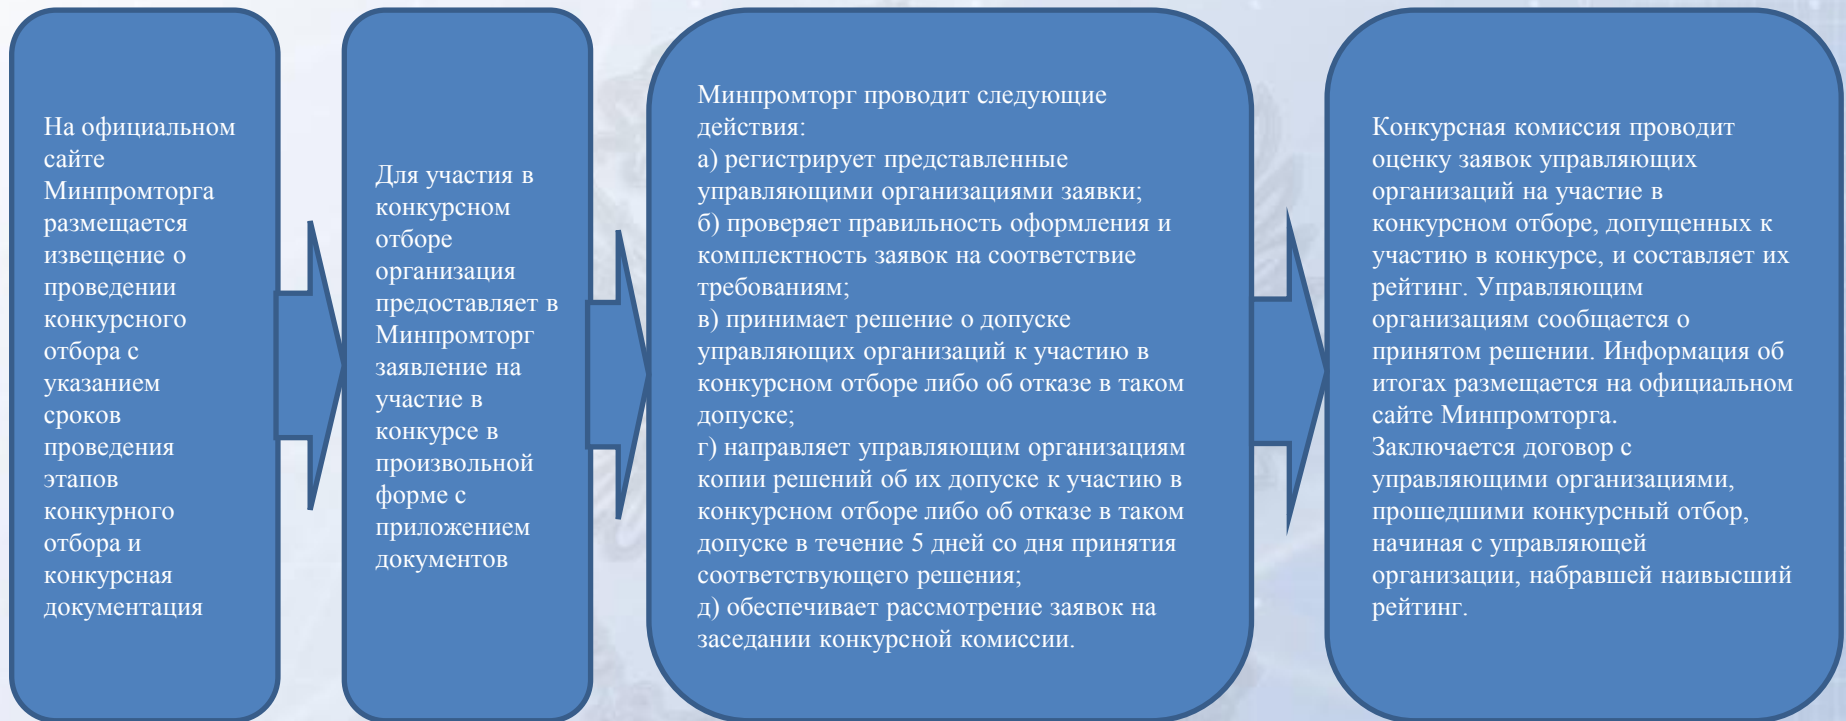 На официальном
сайте
Минпромторга
размещается
извещение о
проведении
конкурсного
отбора с
указанием
сроков
проведения
этапов
конкурного
отбора и
конкурсная
документация
Для участия в
конкурсном
отборе
организация
предоставляет в
Минпромторг
заявление на
участие в
конкурсе в
произвольной
форме с
приложением
документов
Минпромторг проводит следующие
действия:
а) регистрирует представленные
управляющими организациями заявки;
б) проверяет правильность оформления и
комплектность заявок на соответствие
требованиям;
в) принимает решение о допуске
управляющих организаций к участию в
конкурсном отборе либо об отказе в таком
допуске;
г) направляет управляющим организациям
копии решений об их допуске к участию в
конкурсном отборе либо об отказе в таком
допуске в течение 5 дней со дня принятия
соответствующего решения;
д) обеспечивает рассмотрение заявок на
заседании конкурсной комиссии.
Конкурсная комиссия проводит
оценку заявок управляющих
организаций на участие в
конкурсном отборе, допущенных к
участию в конкурсе, и составляет их
рейтинг. Управляющим
организациям сообщается о
принятом решении. Информация об
итогах размещается на официальном
сайте Минпромторга.
Заключается договор с
управляющими организациями,
прошедшими конкурсный отбор,
начиная с управляющей
организации, набравшей наивысший
рейтинг.